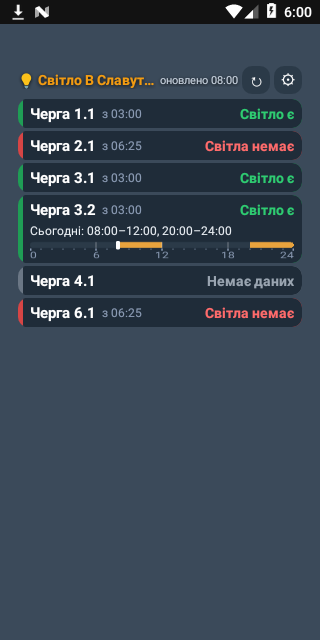 6:00
Світло В Славут… оновлено 08:00
Черга 1.1 з 03:00 Світло є
Черга 2.1 з 06:25 Світла немає
Черга 3.1 з 03:00 Світло є
Черга 3.2 з 03:00 Світло є
Сьогодні: 08:00–12:00, 20:00–24:00
0 6 12 18 24
Черга 4.1 Немає даних
Черга 6.1 з 06:25 Світла немає